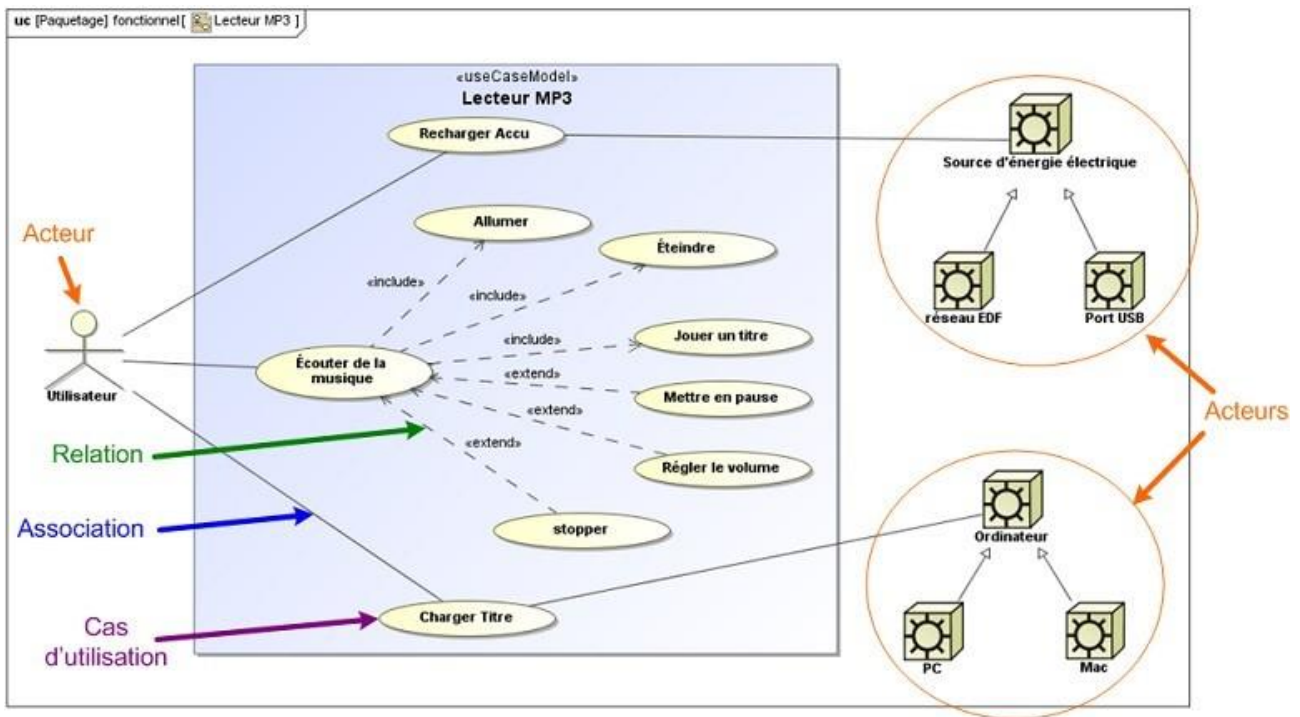 uc [Paquetage] fonctionnel[ Lecteur MP3 ]
«useCaseModel»
Lecteur MP3
Recharger Accu
Source d'énergie électrique
Allumer
Acteur
Éteindre
«include»
«include»
réseau EDF
Port USB
Jouer un titre
«include»
Écouter de la
musique
«extend»
Mettre en pause
Utilisateur
«extend»
Acteurs
«extend»
Relation
Régler le volume
Association
stopper
Ordinateur
Charger Titre
Cas
d'utilisation
PC
Mac